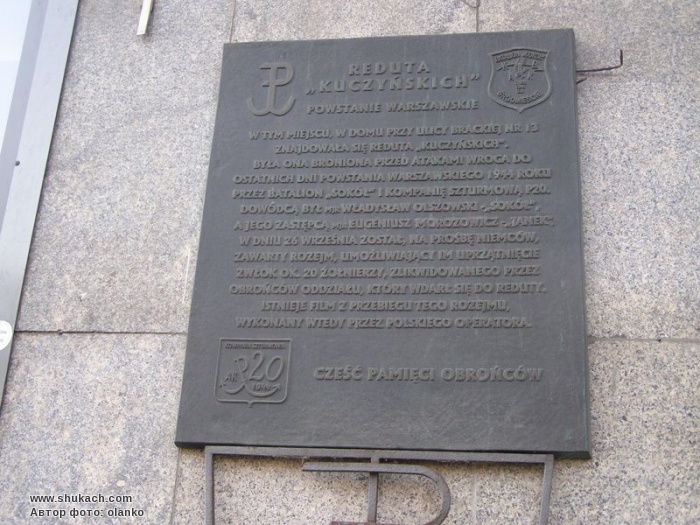 REDUTA
„KUCZYŃSKICH"
POWSTANIE WARSZAWSKIE
W TYM MIEJSCU, W DOMU PRZY ULICY BRACKIEJ NR 13
ZNAJDOWAŁA SIĘ REDUTA „KUCZYŃSKICH".
BYŁA ONA BRONIONA PRZED ATAKAMI WROGA DO
OSTATNICH DNI POWSTANIA WARSZAWSKIEGO 1944 ROKU
PRZEZ BATALION „SOKÓŁ" I KOMPANIĘ SZTURMOWĄ P20.
DOWÓDCĄ BYŁ WŁADYSŁAW OLSZOWSKI - „SOKÓŁ",
A JEGO ZASTĘPCĄ EUGENIUSZ MOROZOWICZ - „JANEK",
W DNIU 26 WRZEŚNIA ZOSTAŁ, NA PROŚBĘ NIEMCÓW,
ZAWARTY ROZEJM, UMOŻLIWIAJĄCY IM UPRZĄTNIĘCIE
ZWŁOK OK. 20 ŻOŁNIERZY, ZLIKWIDOWANEGO PRZEZ
OBROŃCÓW ODDZIAŁU, KTÓRY WDARŁ SIĘ DO REDUTY.
ISTNIEJE FILM Z PRZEBIEGU TEGO ROZEJMU,
WYKONANY WTEDY PRZEZ POLSKIEGO OPERATORA.
KOMPANIA SZTURMOWA
AK
P20
1944
CZEŚĆ PAMIĘCI OBROŃCÓW
www.shukach.com
Автор фото: olanko